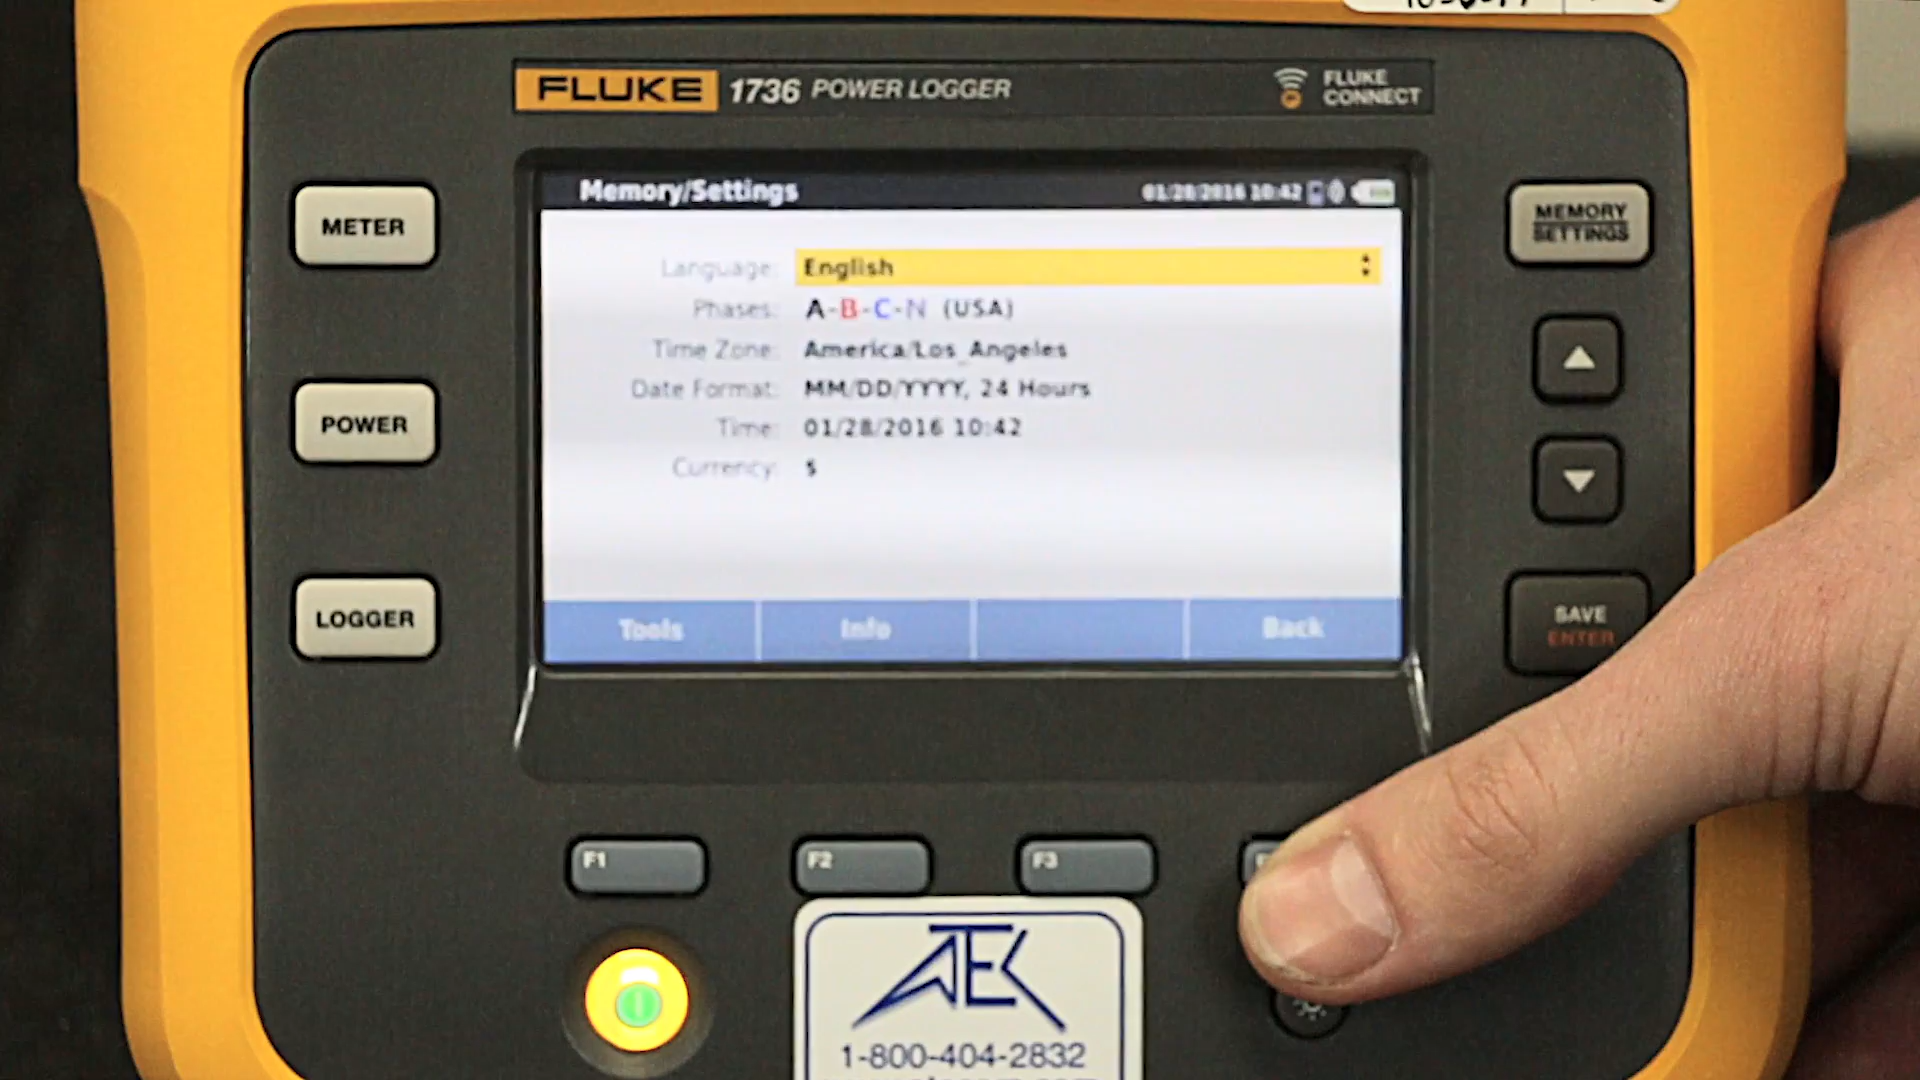 FLUKE 1736 POWER LOGGER
FLUKE CONNECT
METER
POWER
LOGGER
Memory/Settings 01/28/2016 10:42
Language: English
Phases: A-B-C-N (USA)
Time Zone: America/Los_Angeles
Date Format: MM/DD/YYYY, 24 Hours
Time: 01/28/2016 10:42
Currency: $
Tools Info Back
MEMORY
SETTINGS
SAVE
ENTER
F1 F2 F3
ATEC
1-800-404-2832